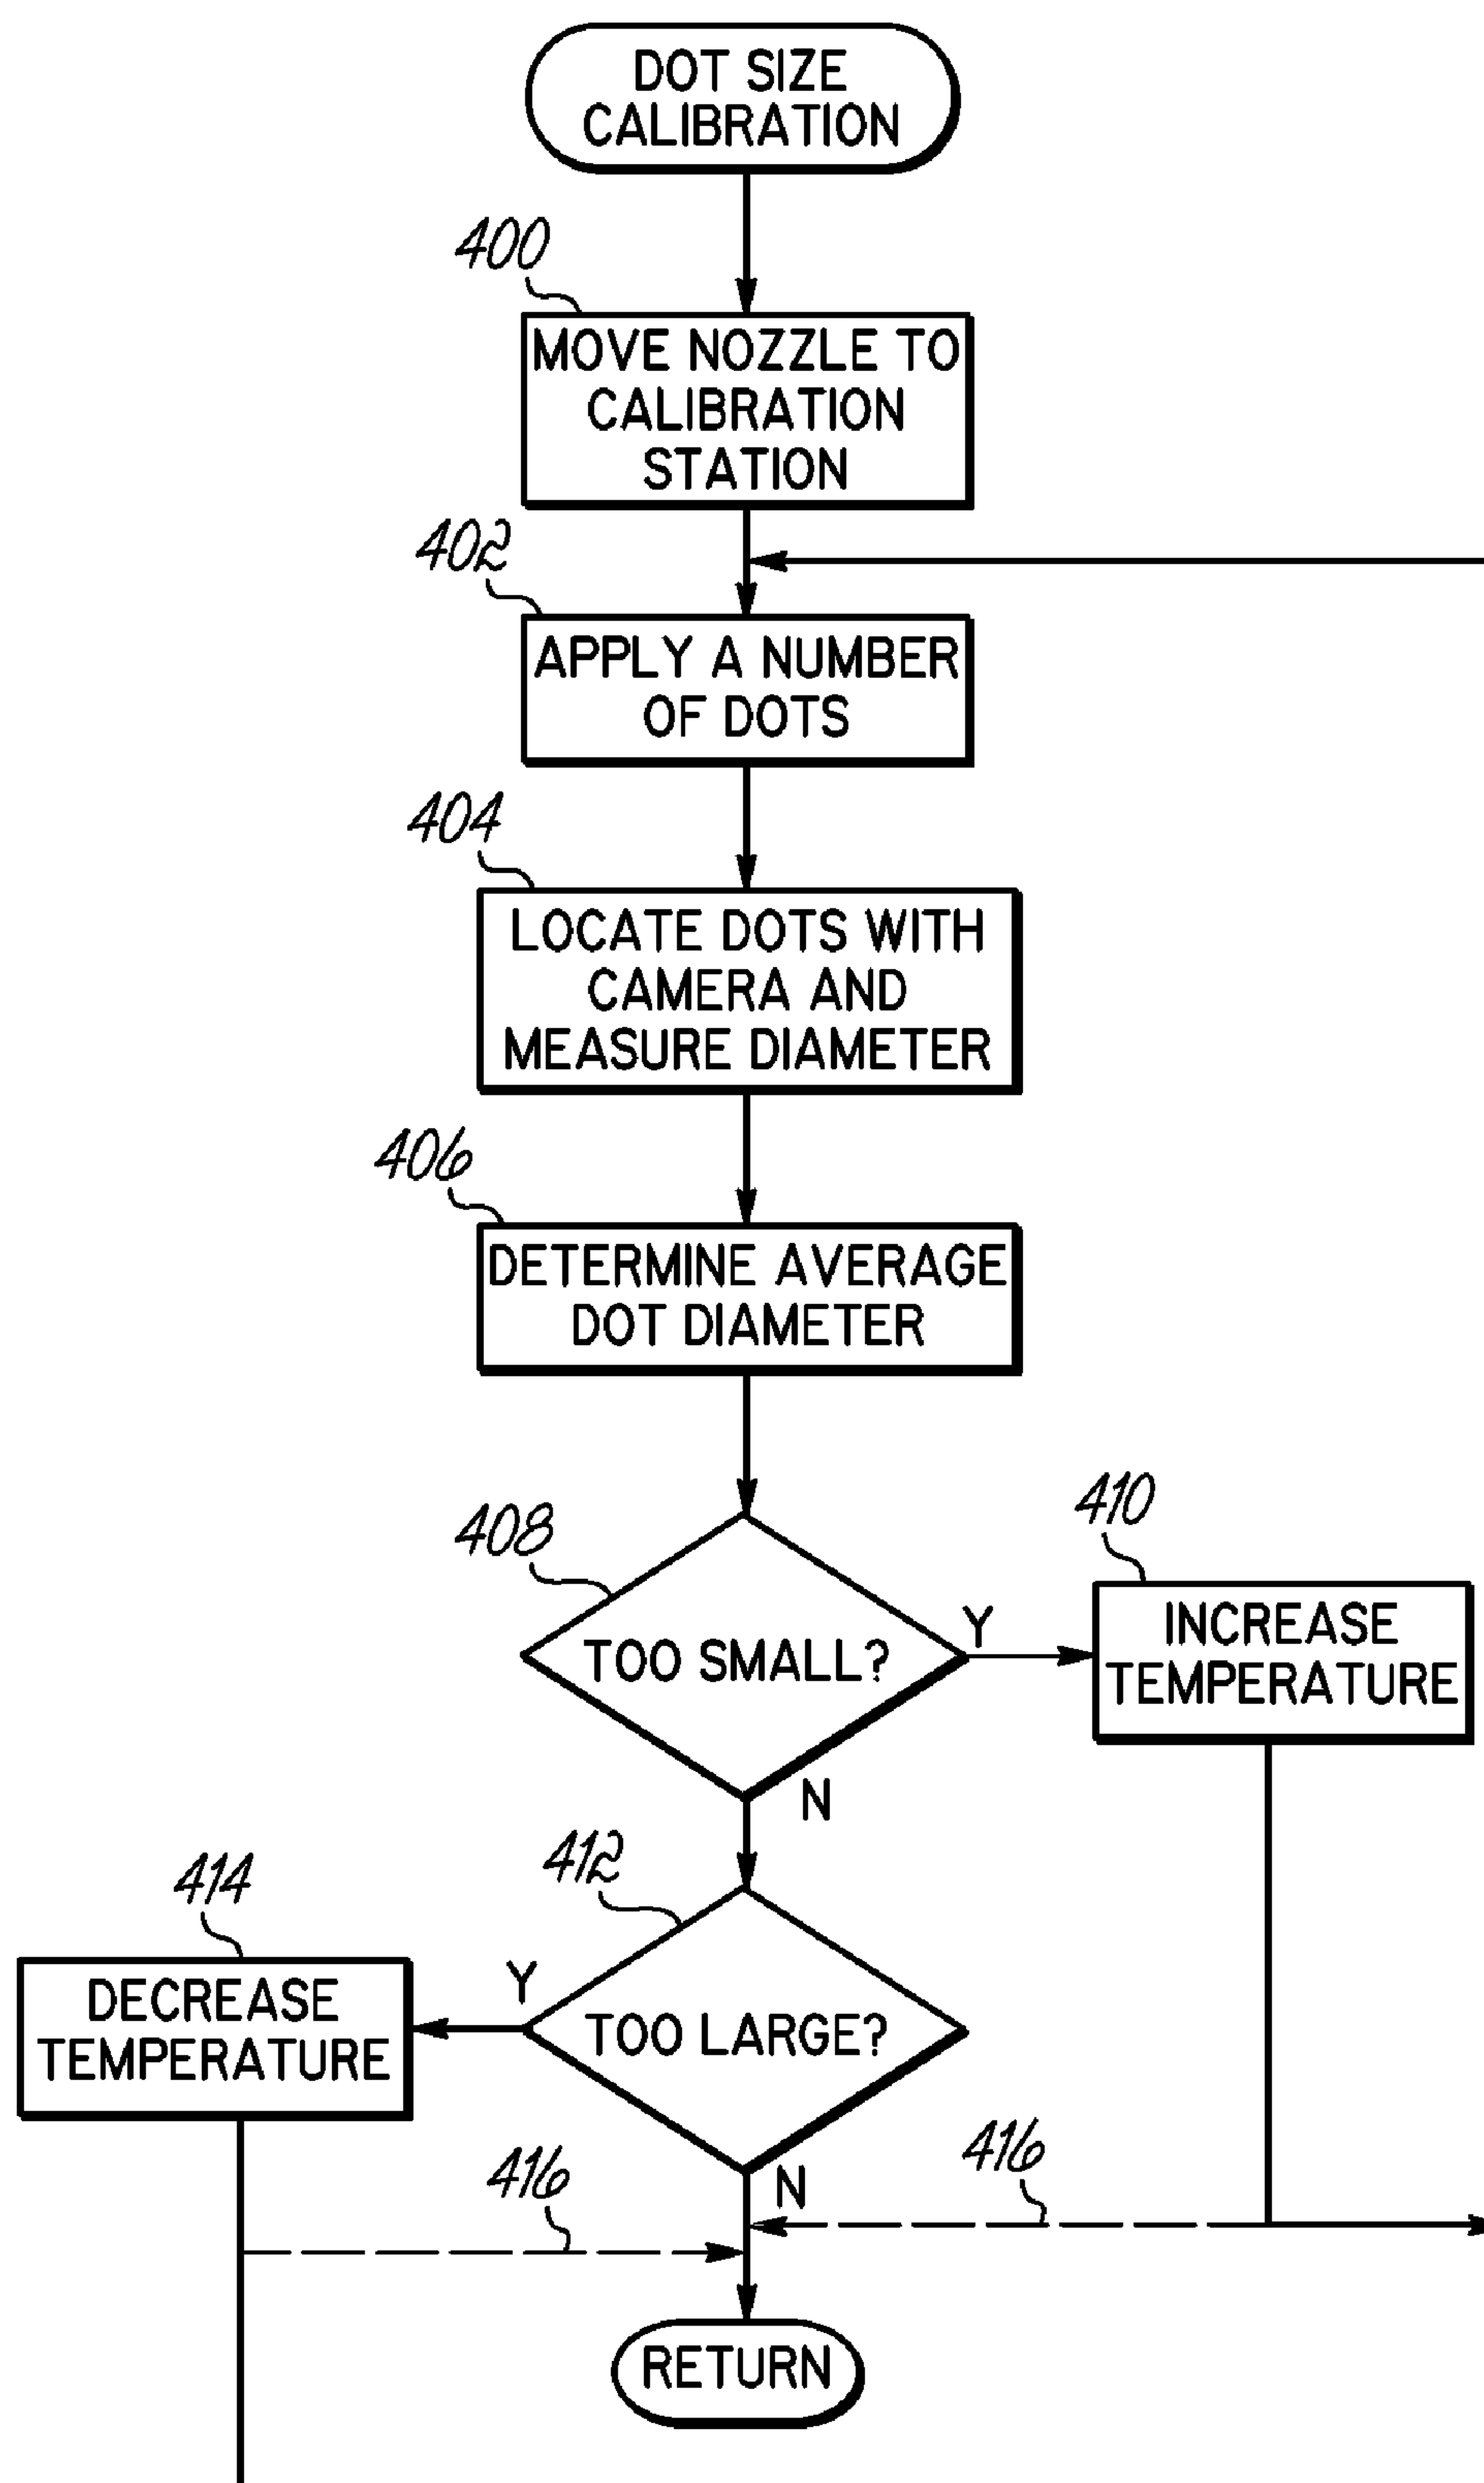 DOT SIZE
CALIBRATION
400
MOVE NOZZLE TO
CALIBRATION
STATION
402
APPLY A NUMBER
OF DOTS
404
LOCATE DOTS WITH
CAMERA AND
MEASURE DIAMETER
406
DETERMINE AVERAGE
DOT DIAMETER
408
TOO SMALL?
Y
410
INCREASE
TEMPERATURE
N
412
TOO LARGE?
Y
414
DECREASE
TEMPERATURE
N
416
416
RETURN